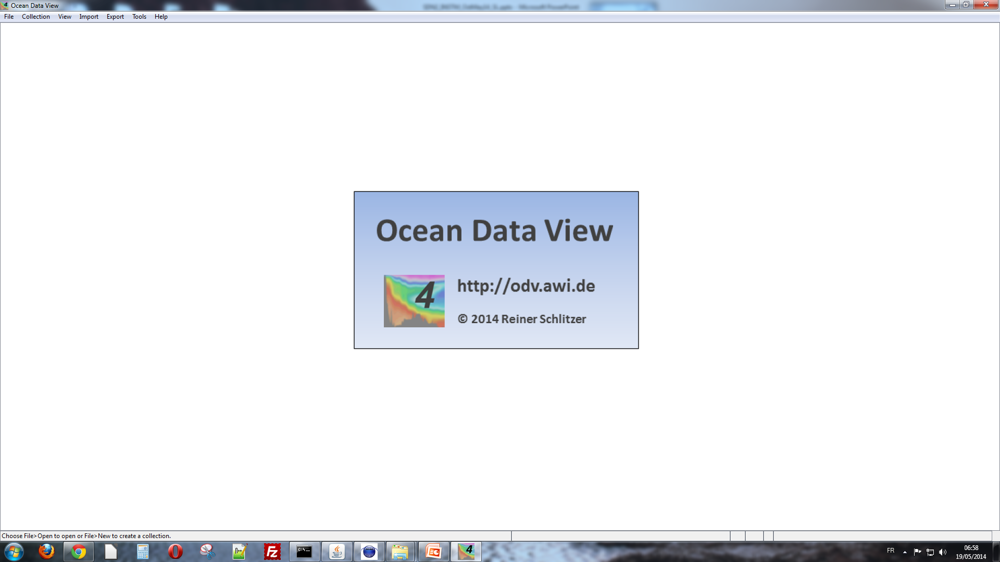 Ocean Data View
File Collection View Import Export Tools Help
Ocean Data View
4
http://odv.awi.de
© 2014 Reiner Schlitzer
Choose File>Open to open or File>New to create a collection.
FR
06:58
19/05/2014